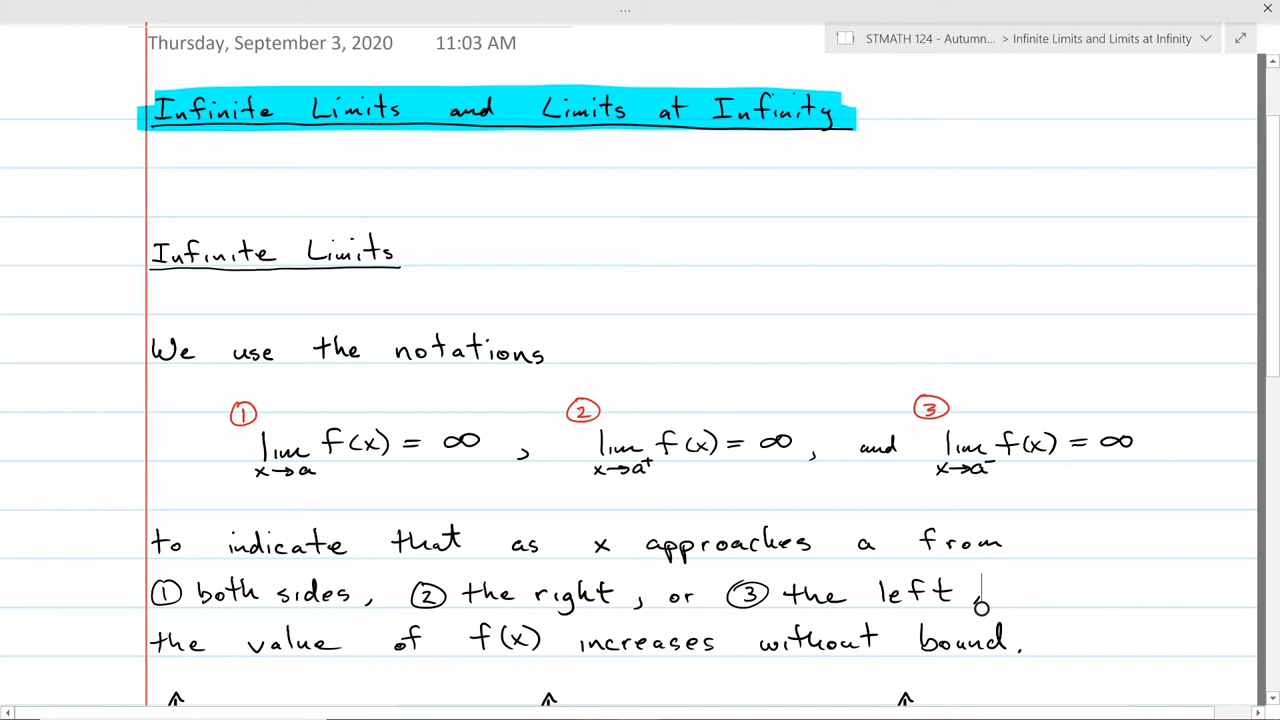 Thursday, September 3, 2020 11:03 AM
STMATH 124 - Autumn... > Infinite Limits and Limits at Infinity
Infinite Limits and Limits at Infinity
Infinite Limits
We use the notations
① ② ③
lim x→a f(x) = ∞ , lim x→a⁺ f(x) = ∞ , and lim x→a⁻ f(x) = ∞
to indicate that as x approaches a from
① both sides, ② the right, or ③ the left,
the value of f(x) increases without bound.